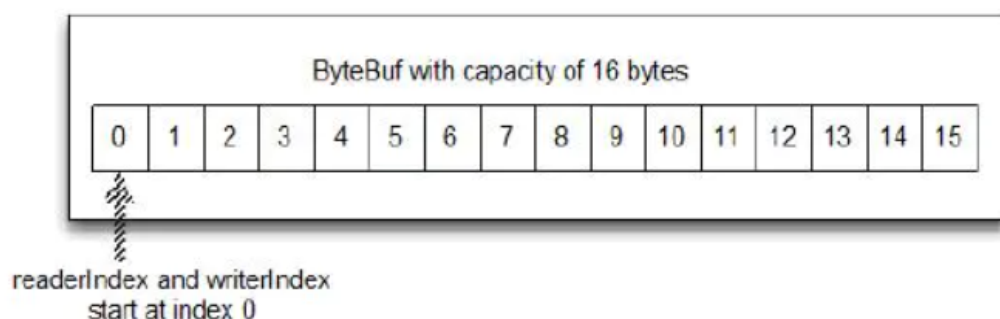 ByteBuf with capacity of 16 bytes
0 1 2 3 4 5 6 7 8 9 10 11 12 13 14 15
readerIndex and writerIndex
start at index 0